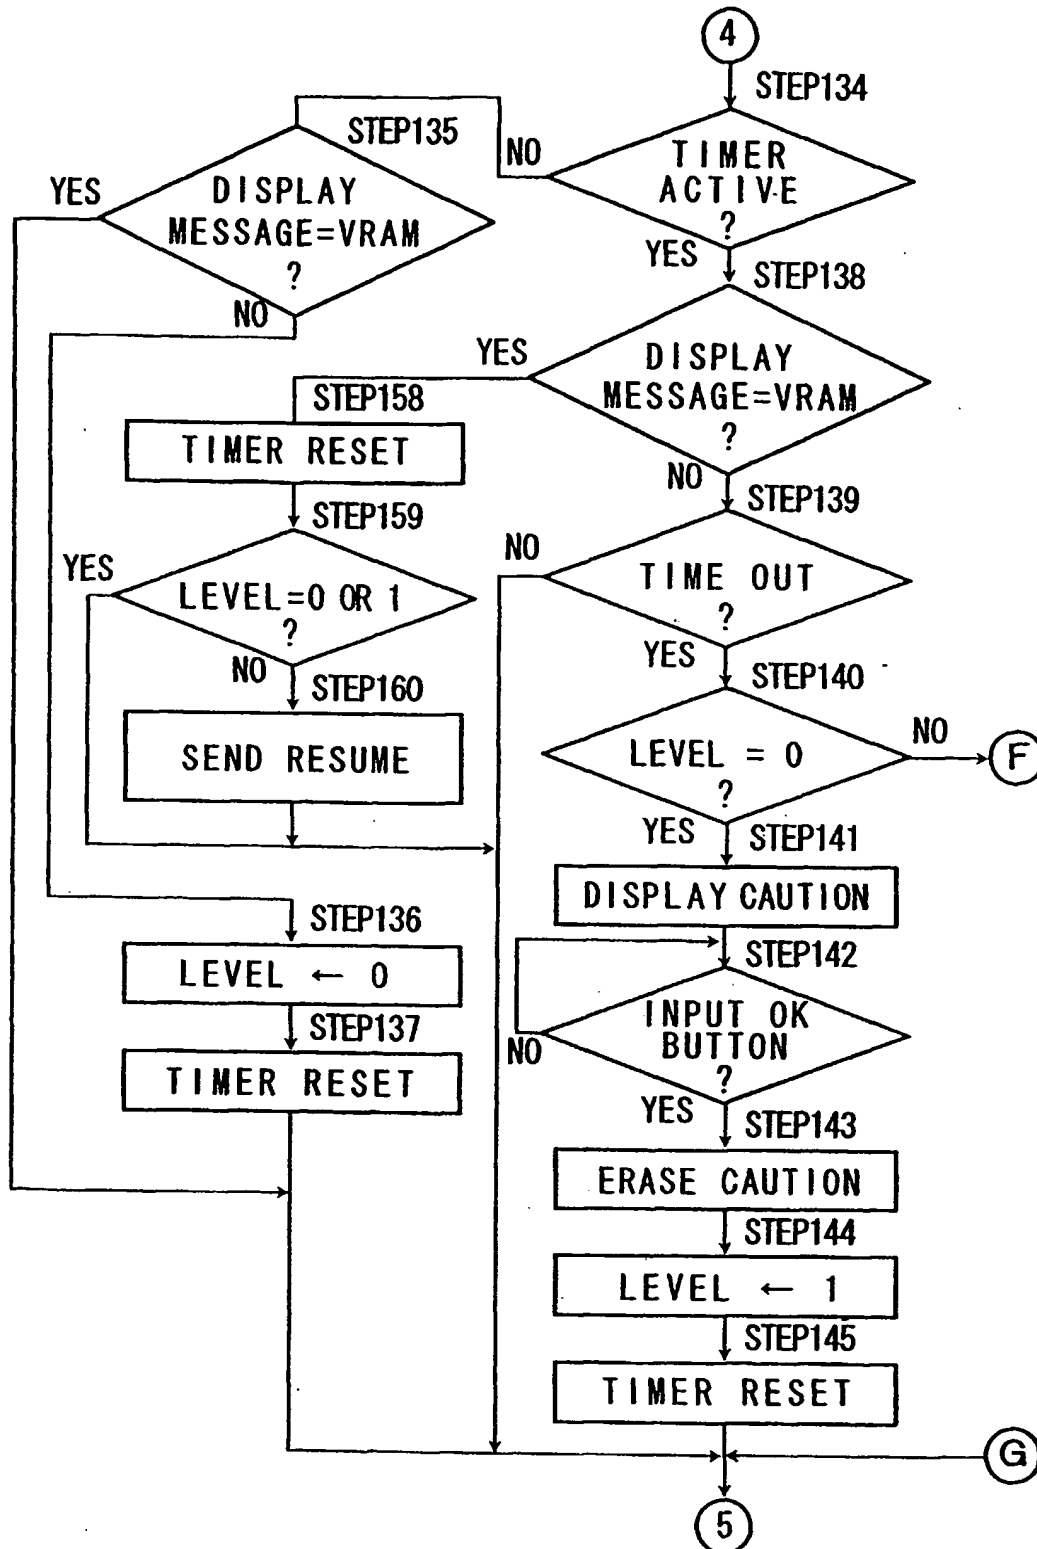 4
STEP134
TIMER
ACTIVE
?
NO
YES
STEP135
DISPLAY
MESSAGE=VRAM
?
YES
NO
STEP138
DISPLAY
MESSAGE=VRAM
?
YES
NO
STEP158
TIMER RESET
STEP159
LEVEL=0 OR 1
?
YES
NO
STEP160
SEND RESUME
STEP139
TIME OUT
?
NO
YES
STEP140
LEVEL = 0
?
NO
F
YES
STEP141
DISPLAY CAUTION
STEP136
LEVEL ← 0
STEP137
TIMER RESET
STEP142
INPUT OK
BUTTON
?
NO
YES
STEP143
ERASE CAUTION
STEP144
LEVEL ← 1
STEP145
TIMER RESET
G
5